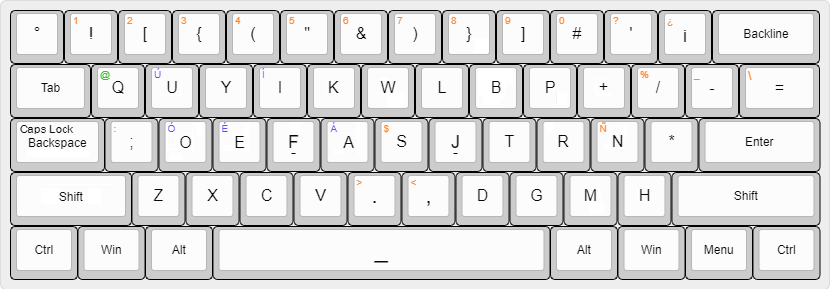 ° 1 ! 2 [ 3 { 4 ( 5 " 6 & 7 ) 8 } 9 ] 0 # ? ' ¿ ¡ Backline
Tab @ Q Ú U Y Í I K W L B P + % / _ - \ =
Caps Lock
Backspace : ; Ó O É E F Á A $ S J T R Ñ N * Enter
Shift Z X C V > . < , D G M H Shift
Ctrl Win Alt _ Alt Win Menu Ctrl